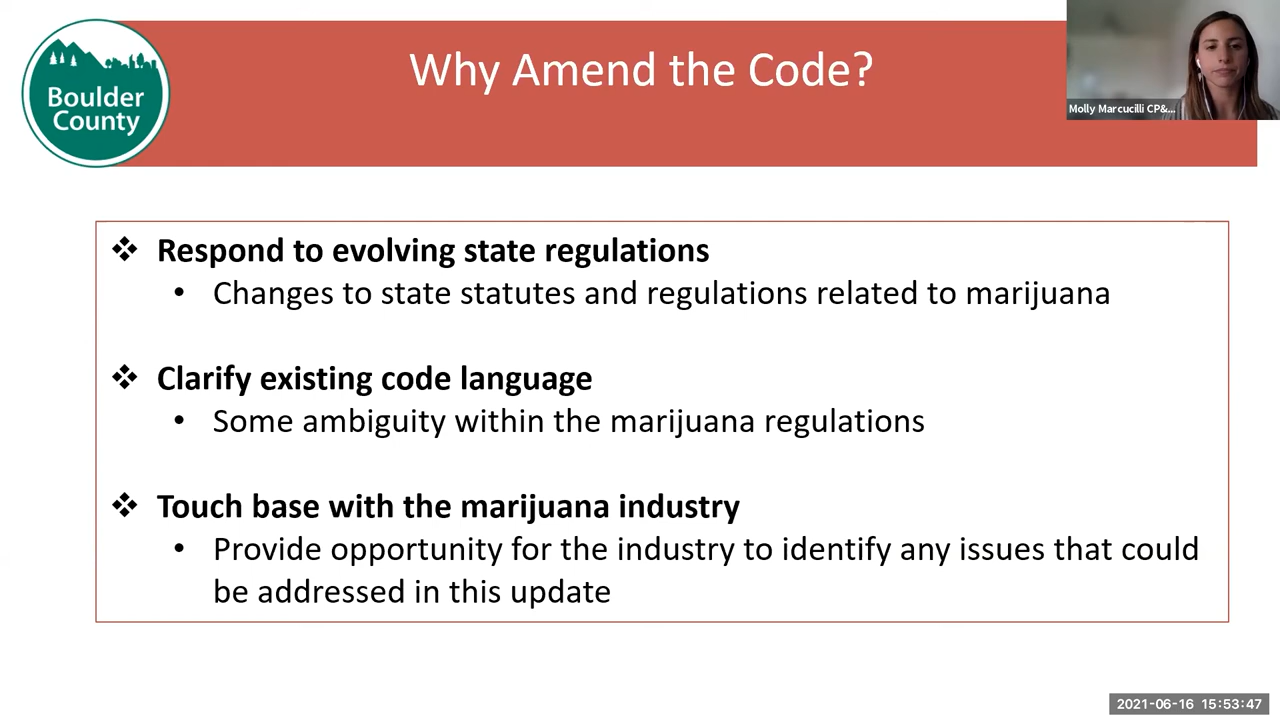 Why Amend the Code?
Boulder
County
Molly Marcucilli CP&...
❖ Respond to evolving state regulations
• Changes to state statutes and regulations related to marijuana
❖ Clarify existing code language
• Some ambiguity within the marijuana regulations
❖ Touch base with the marijuana industry
• Provide opportunity for the industry to identify any issues that could
be addressed in this update
2021-06-16 15:53:47